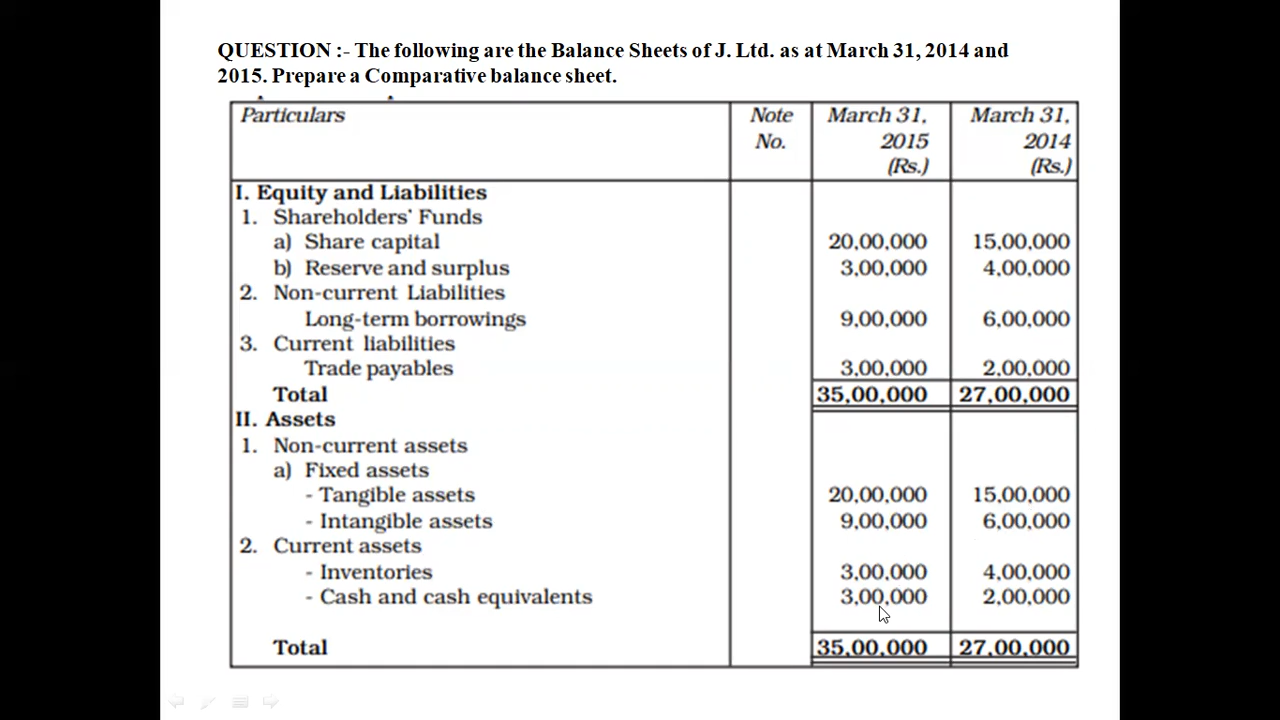 QUESTION :- The following are the Balance Sheets of J. Ltd. as at March 31, 2014 and
2015. Prepare a Comparative balance sheet.
Particulars Note March 31, March 31,
No. 2015 2014
(Rs.) (Rs.)
I. Equity and Liabilities
1. Shareholders' Funds
a) Share capital 20,00,000 15,00,000
b) Reserve and surplus 3,00,000 4,00,000
2. Non-current Liabilities
Long-term borrowings 9,00,000 6,00,000
3. Current liabilities
Trade payables 3,00,000 2,00,000
Total 35,00,000 27,00,000
II. Assets
1. Non-current assets
a) Fixed assets
- Tangible assets 20,00,000 15,00,000
- Intangible assets 9,00,000 6,00,000
2. Current assets
- Inventories 3,00,000 4,00,000
- Cash and cash equivalents 3,00,000 2,00,000
Total 35,00,000 27,00,000